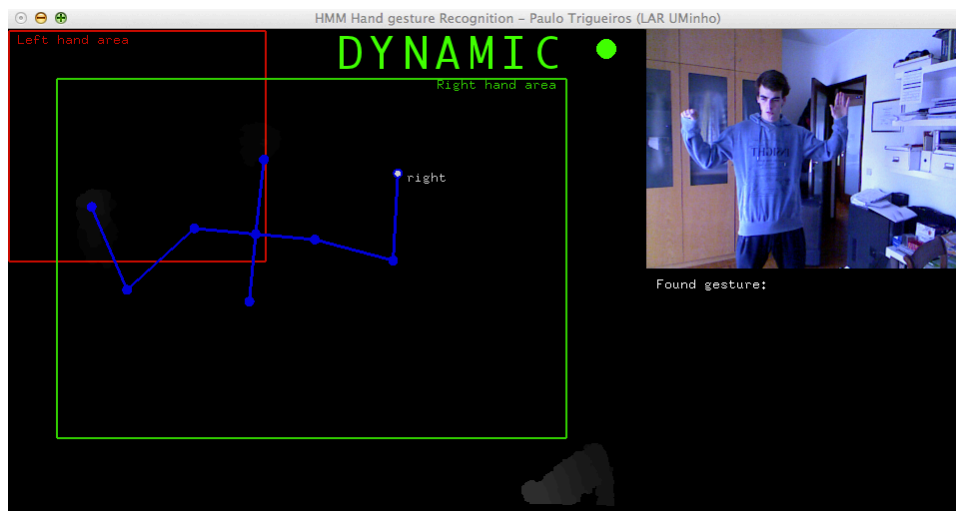 HMM Hand gesture Recognition – Paulo Trigueiros (LAR UMinho)
Left hand area
DYNAMIC
Right hand area
right
Found gesture: